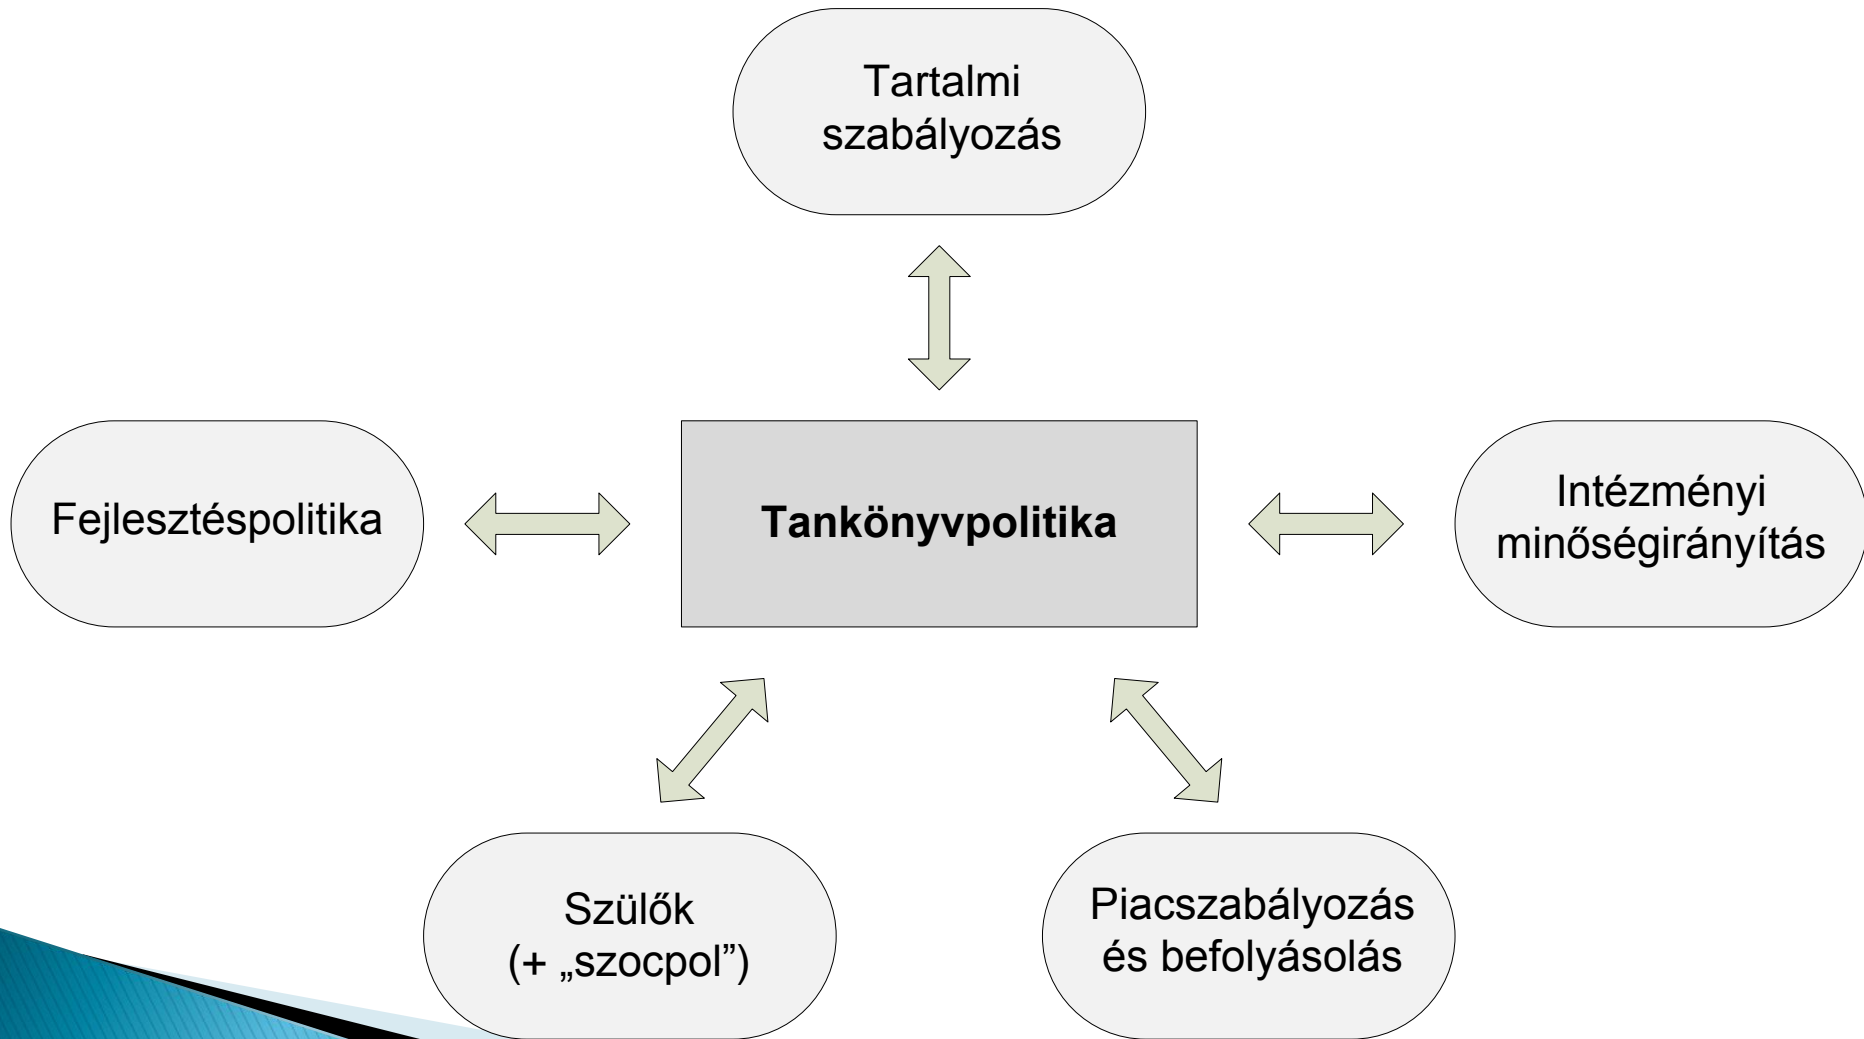 Tartalmi
szabályozás
Fejlesztéspolitika
Tankönyvpolitika
Intézményi
minőségirányítás
Szülők
(+ „szocpol”)
Piacszabályozás
és befolyásolás